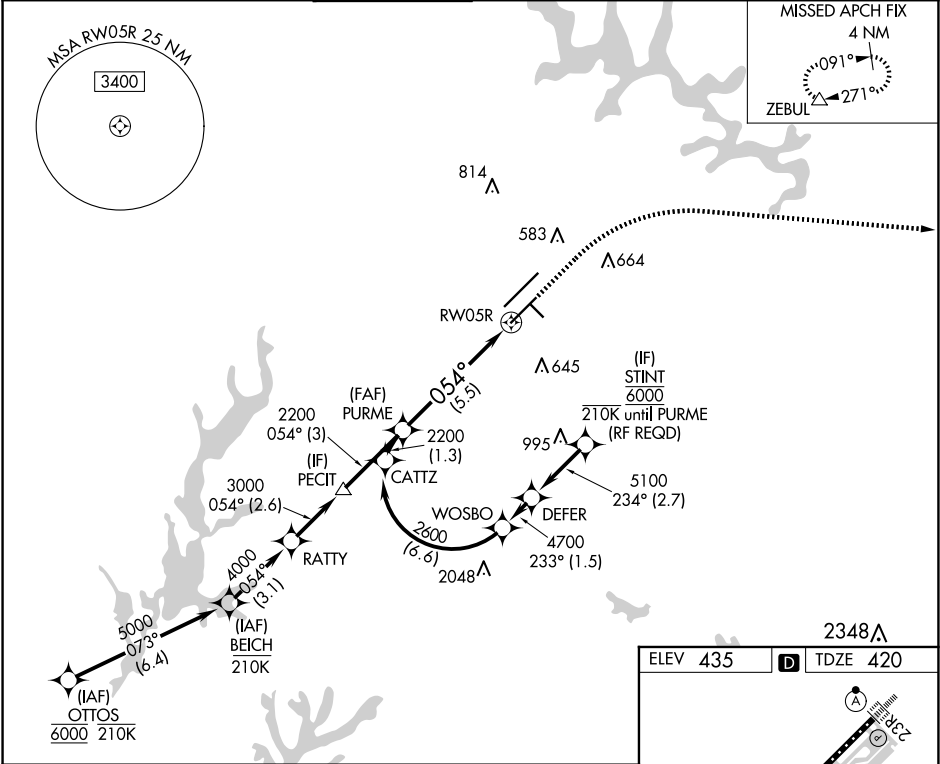 MSA RW05R 25 NM
3400
MISSED APCH FIX
4 NM
091°
271°
ZEBUL
814
583
664
RW05R
645
(IF)
STINT
6000
210K until PURME
(RF REQD)
054°
(5.5)
(FAF)
PURME
2200
054° (3)
2200
(1.3)
995
(IF)
PECIT
CATTZ
5100
234° (2.7)
3000
054° (2.6)
WOSBO
DEFER
2600
(6.6)
4700
233° (1.5)
RATTY
2048
4000
054°
(3.1)
(IAF)
BEICH
210K
5000
073°
(6.4)
(IAF)
OTTOS
6000 210K
2348
ELEV 435 D TDZE 420
A
P
23R